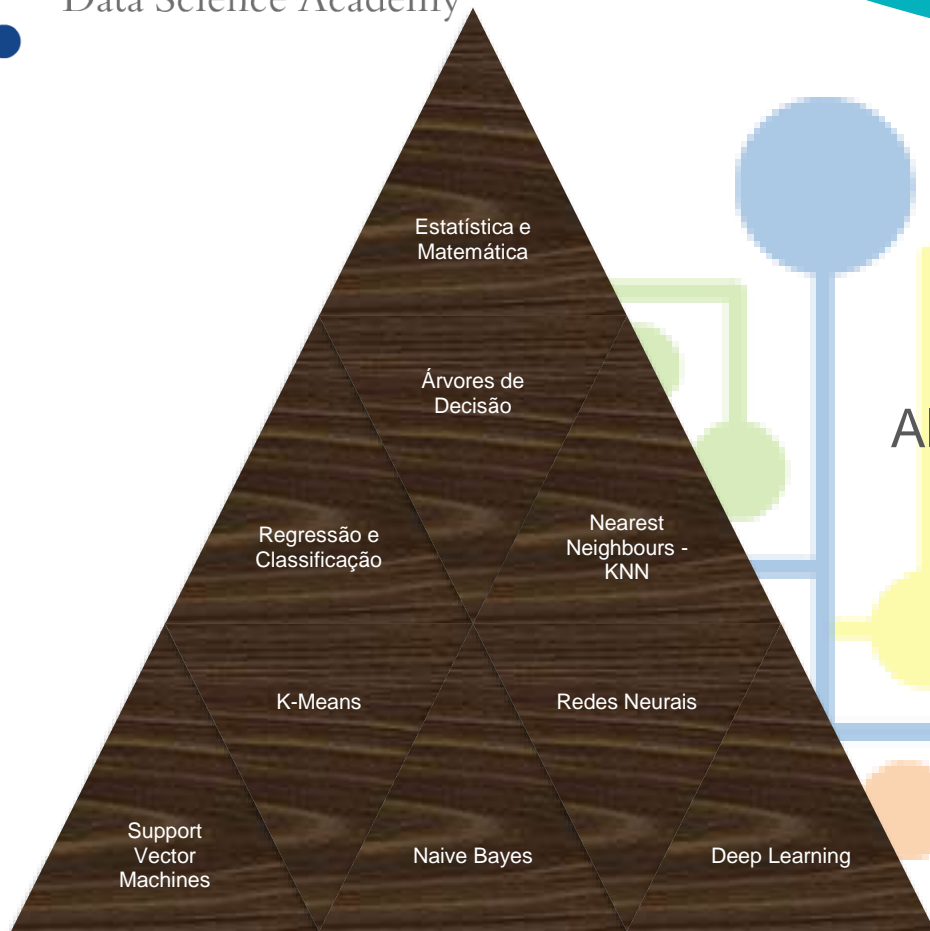 Data Science Academy
Estatística e
Matemática
Árvores de
Decisão
Regressão e
Classificação
Nearest
Neighbours -
KNN
K-Means
Redes Neurais
Support
Vector
Machines
Naive Bayes
Deep Learning